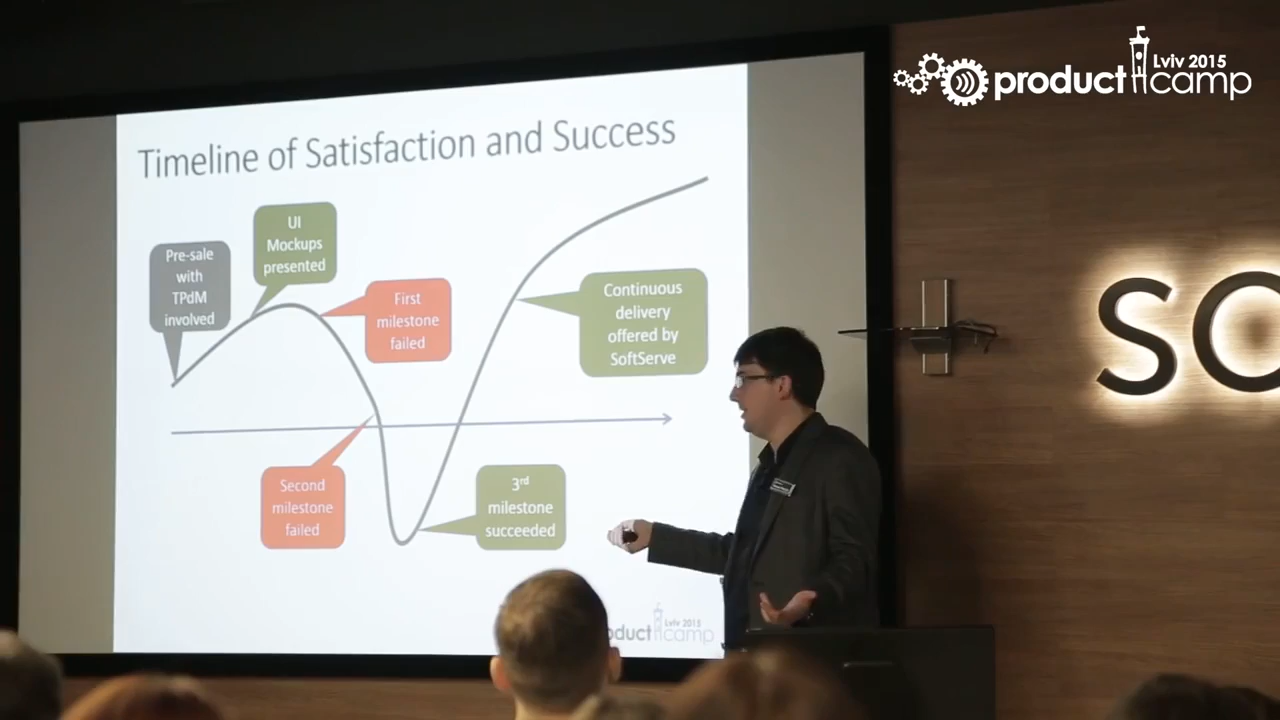 Lviv 2015
product camp
Timeline of Satisfaction and Success
UI
Mockups
presented
Pre-sale
with
TPdM
involved
First
milestone
failed
Continuous
delivery
offered by
SoftServe
SO
Second
milestone
failed
3rd
milestone
succeeded
Lviv 2015
oduct camp